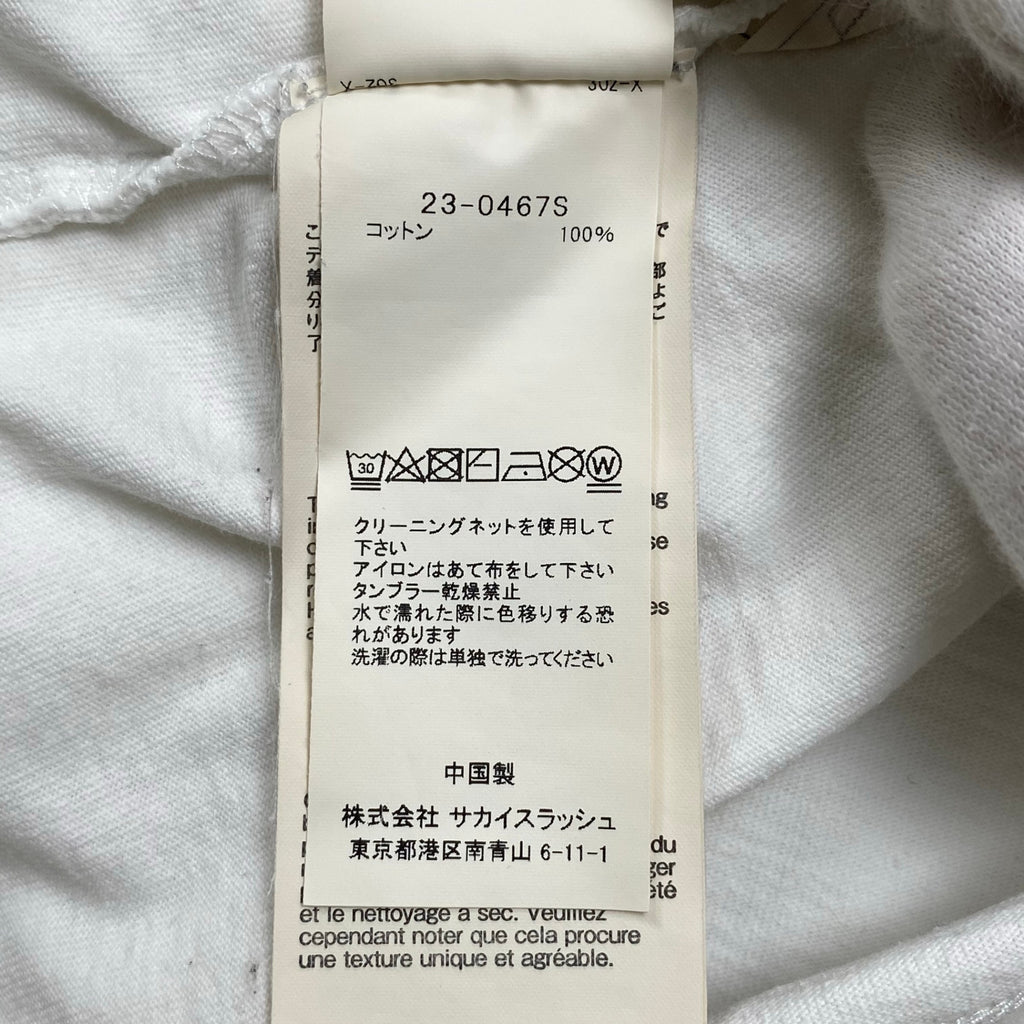 302-X
23-0467S
コットン 100%
30
W
クリーニングネットを使用して
下さい
アイロンはあて布をして下さい
タンブラー乾燥禁止
水で濡れた際に色移りする恐
れがあります
洗濯の際は単独で洗ってください
中国製
株式会社 サカイスラッシュ
東京都港区南青山 6-11-1
et le nettoyage à sec. Veuillez
cependant noter que cela procure
une texture unique et agréable.